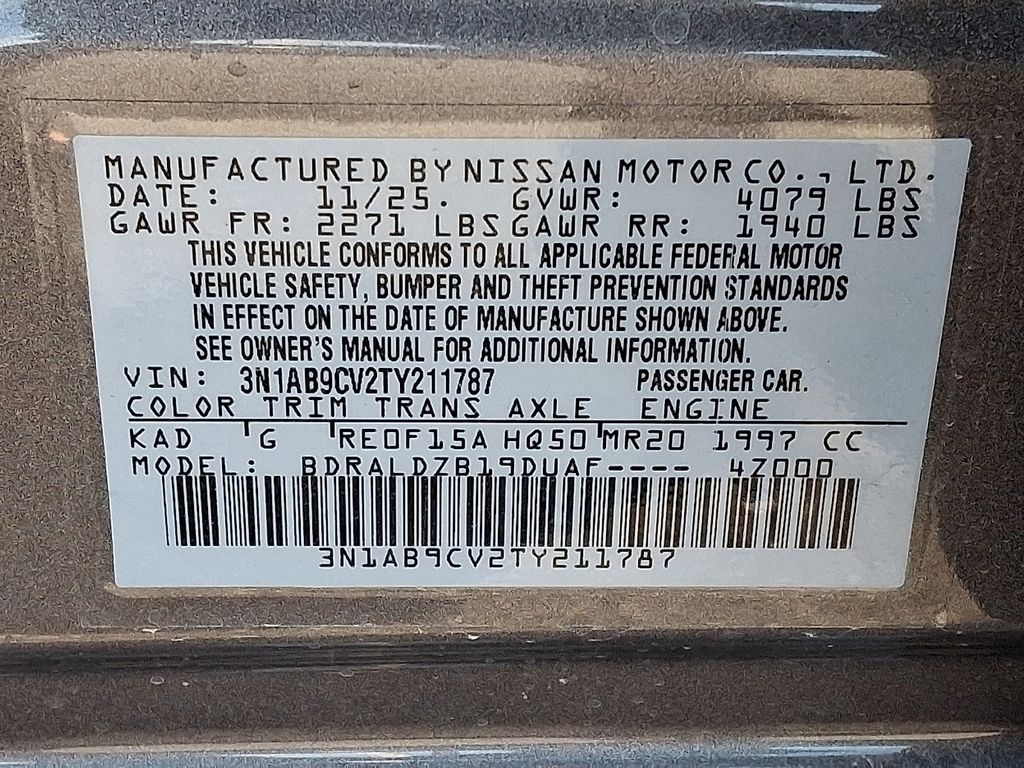 MANUFACTURED BY NISSAN MOTOR CO., LTD.
DATE: 11/25. GVWR: 4079 LBS
GAWR FR: 2271 LBS GAWR RR: 1940 LBS
THIS VEHICLE CONFORMS TO ALL APPLICABLE FEDERAL MOTOR
VEHICLE SAFETY, BUMPER AND THEFT PREVENTION STANDARDS
IN EFFECT ON THE DATE OF MANUFACTURE SHOWN ABOVE.
SEE OWNER'S MANUAL FOR ADDITIONAL INFORMATION.
VIN: 3N1AB9CV2TY211787 PASSENGER CAR.
COLOR TRIM TRANS AXLE ENGINE
KAD G RE0F15A HQ50 MR20 1997 CC
MODEL: BDRALDZB19DUAF---- 4Z000
3N1AB9CV2TY211787